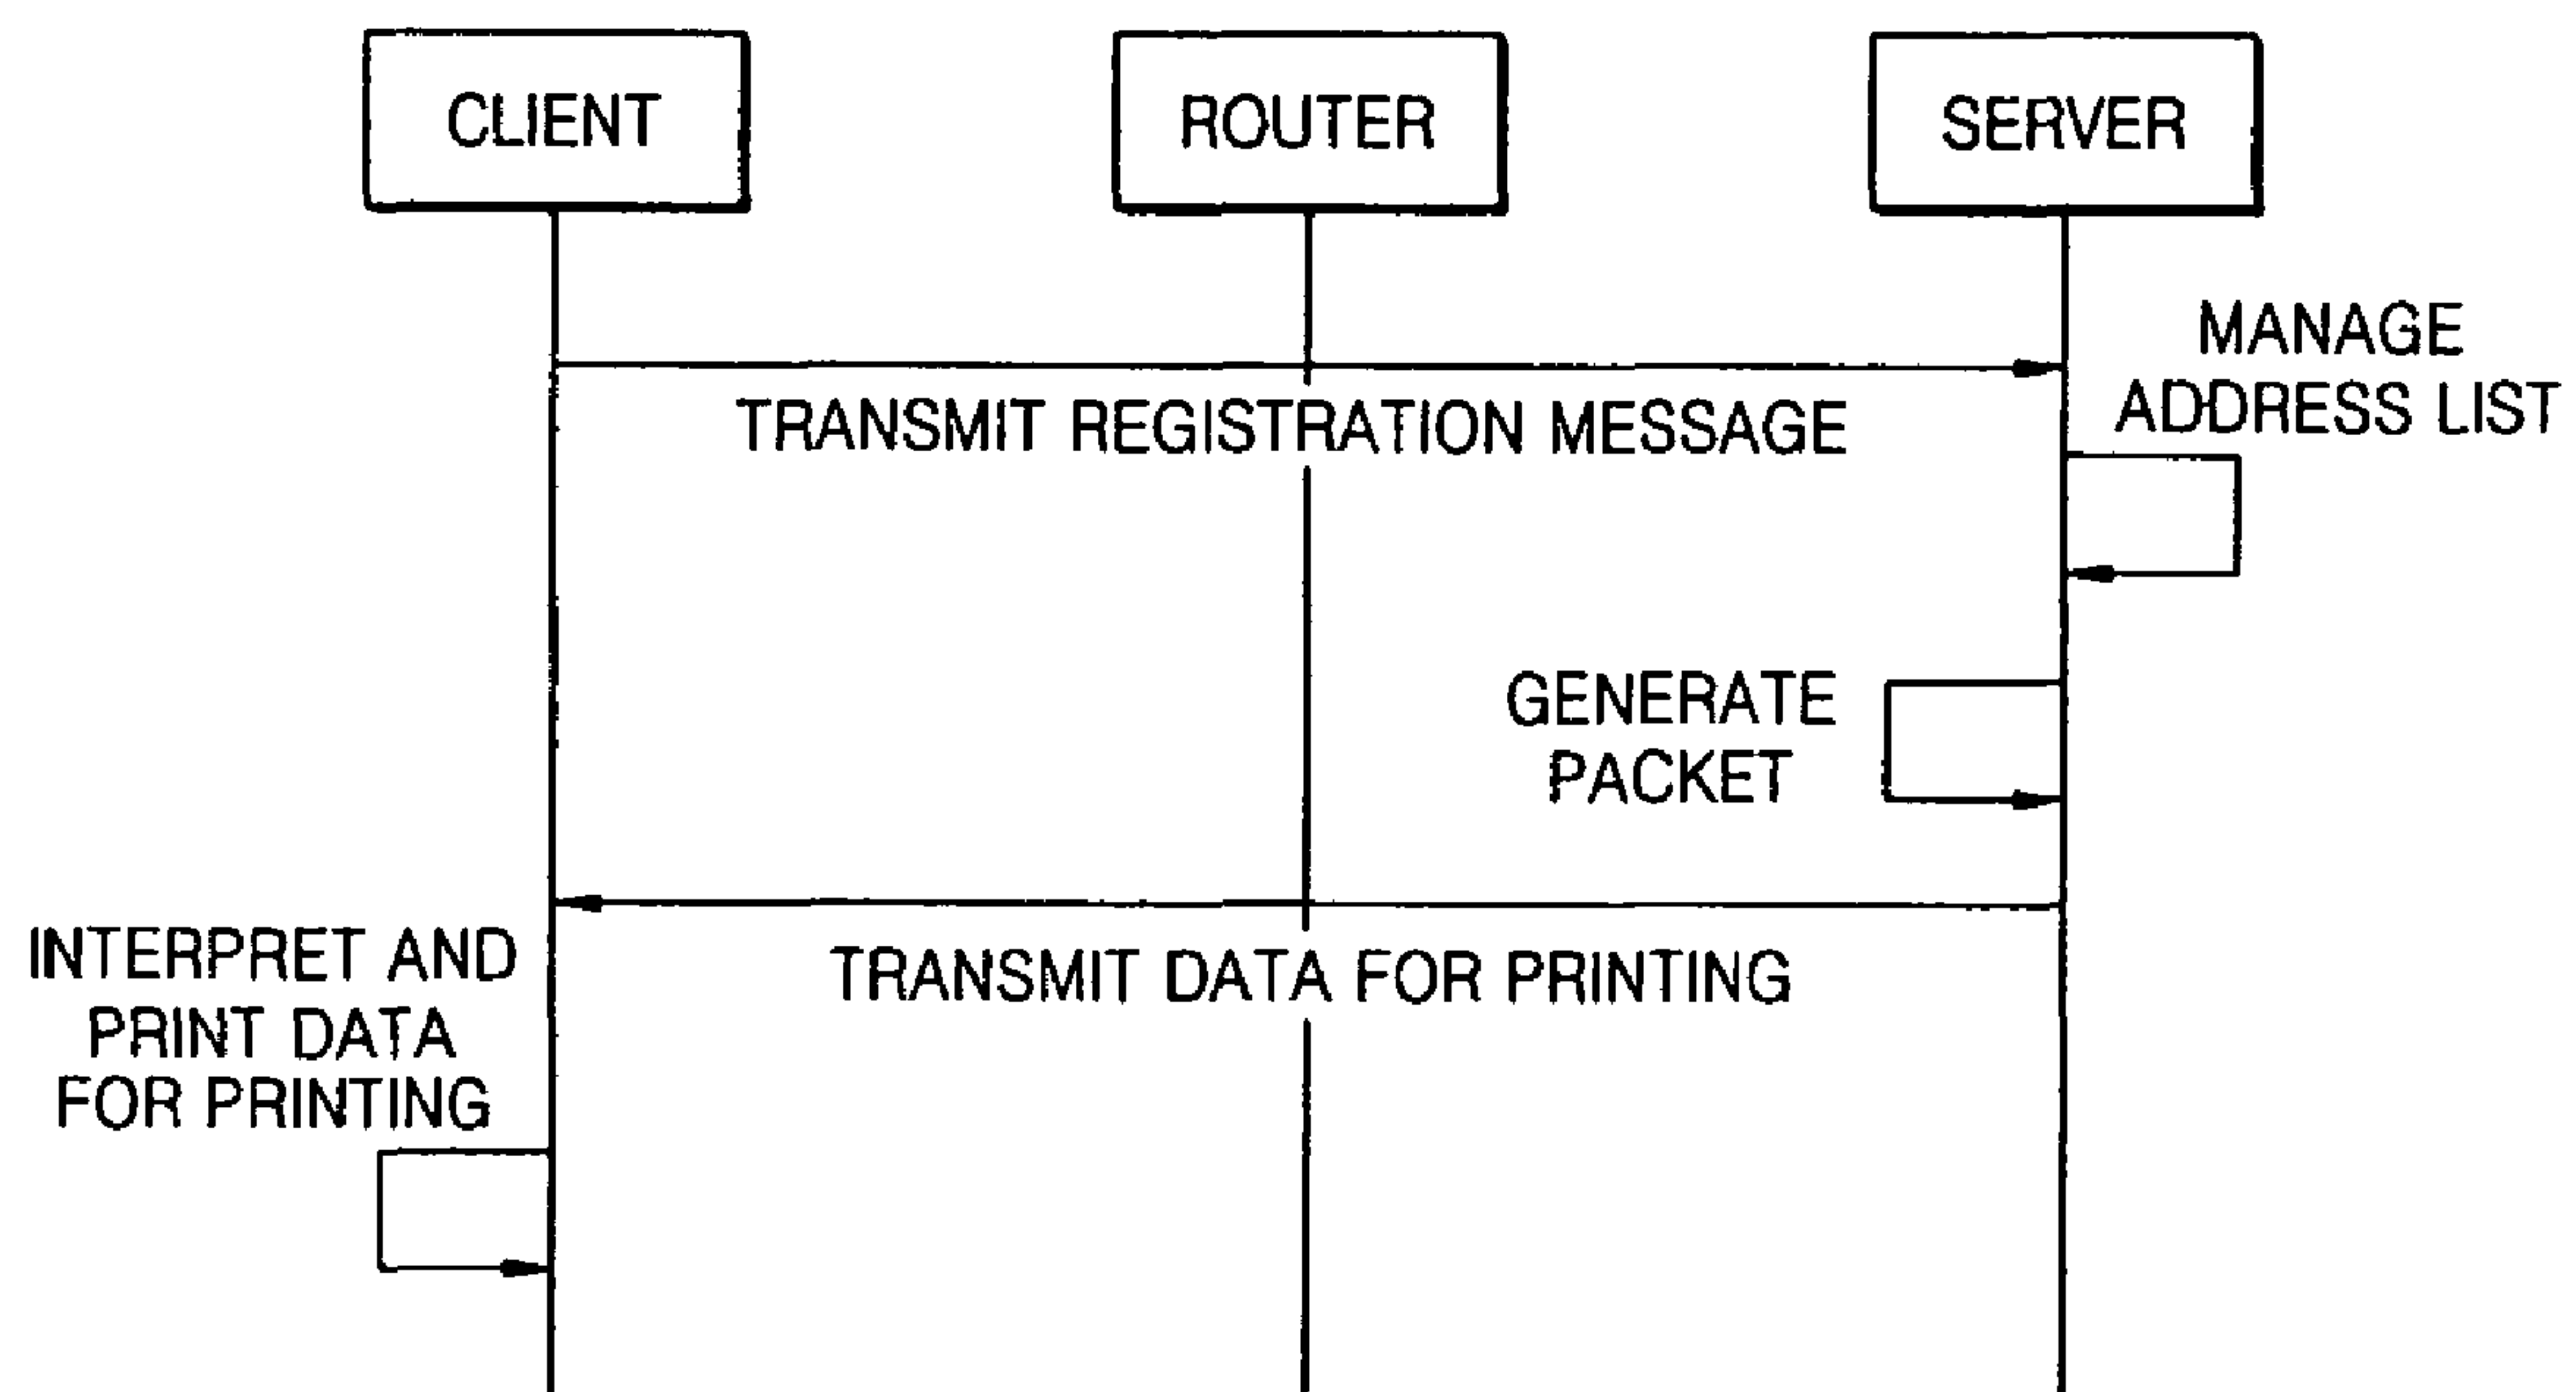 CLIENT
ROUTER
SERVER
MANAGE
ADDRESS LIST
TRANSMIT REGISTRATION MESSAGE
GENERATE
PACKET
TRANSMIT DATA FOR PRINTING
INTERPRET AND
PRINT DATA
FOR PRINTING